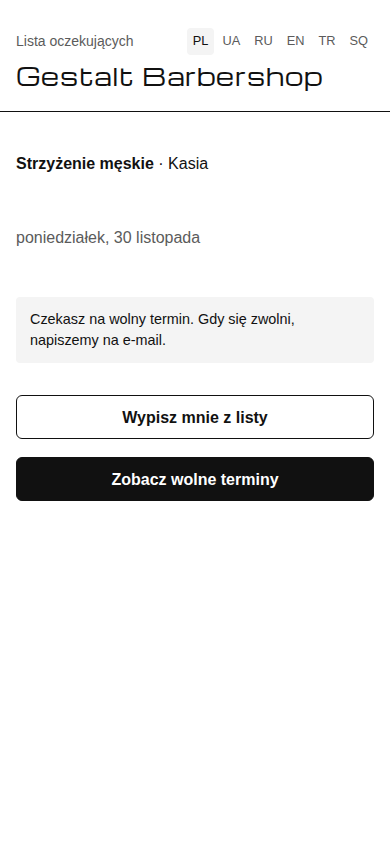 Lista oczekujących
PL UA RU EN TR SQ
Gestalt Barbershop
Strzyżenie męskie · Kasia
poniedziałek, 30 listopada
Czekasz na wolny termin. Gdy się zwolni,
napiszemy na e-mail.
Wypisz mnie z listy
Zobacz wolne terminy